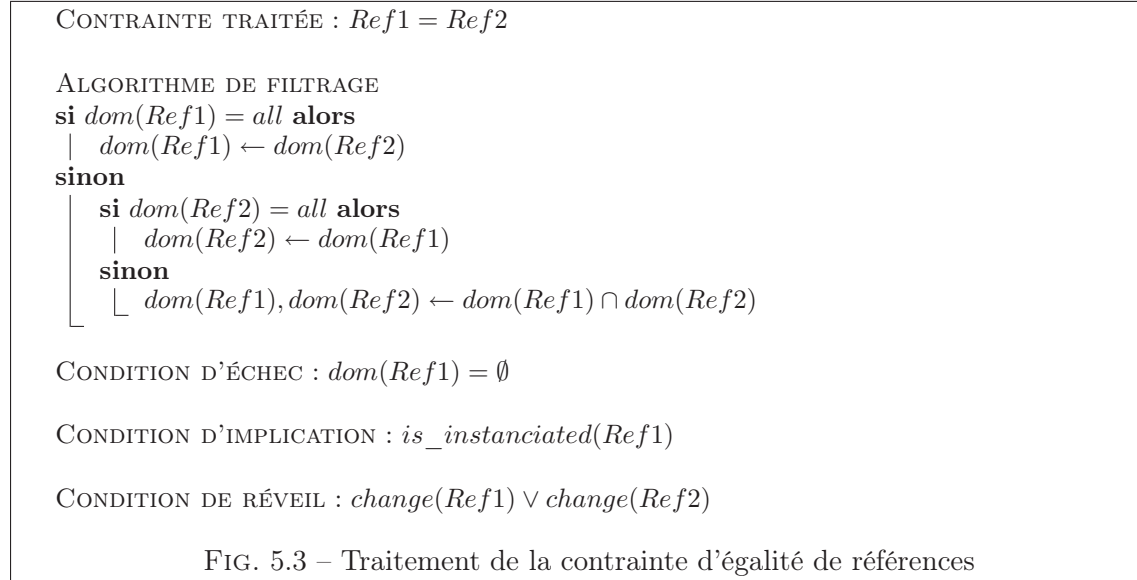 CONTRAINTE TRAITÉE : Ref1 = Ref2
ALGORITHME DE FILTRAGE
si dom(Ref1) = all alors
dom(Ref1) ← dom(Ref2)
sinon
si dom(Ref2) = all alors
dom(Ref2) ← dom(Ref1)
sinon
dom(Ref1), dom(Ref2) ← dom(Ref1) ∩ dom(Ref2)
CONDITION D'ÉCHEC : dom(Ref1) = ∅
CONDITION D'IMPLICATION : is_instanciated(Ref1)
CONDITION DE RÉVEIL : change(Ref1) ∨ change(Ref2)
FIG. 5.3 – Traitement de la contrainte d'égalité de références